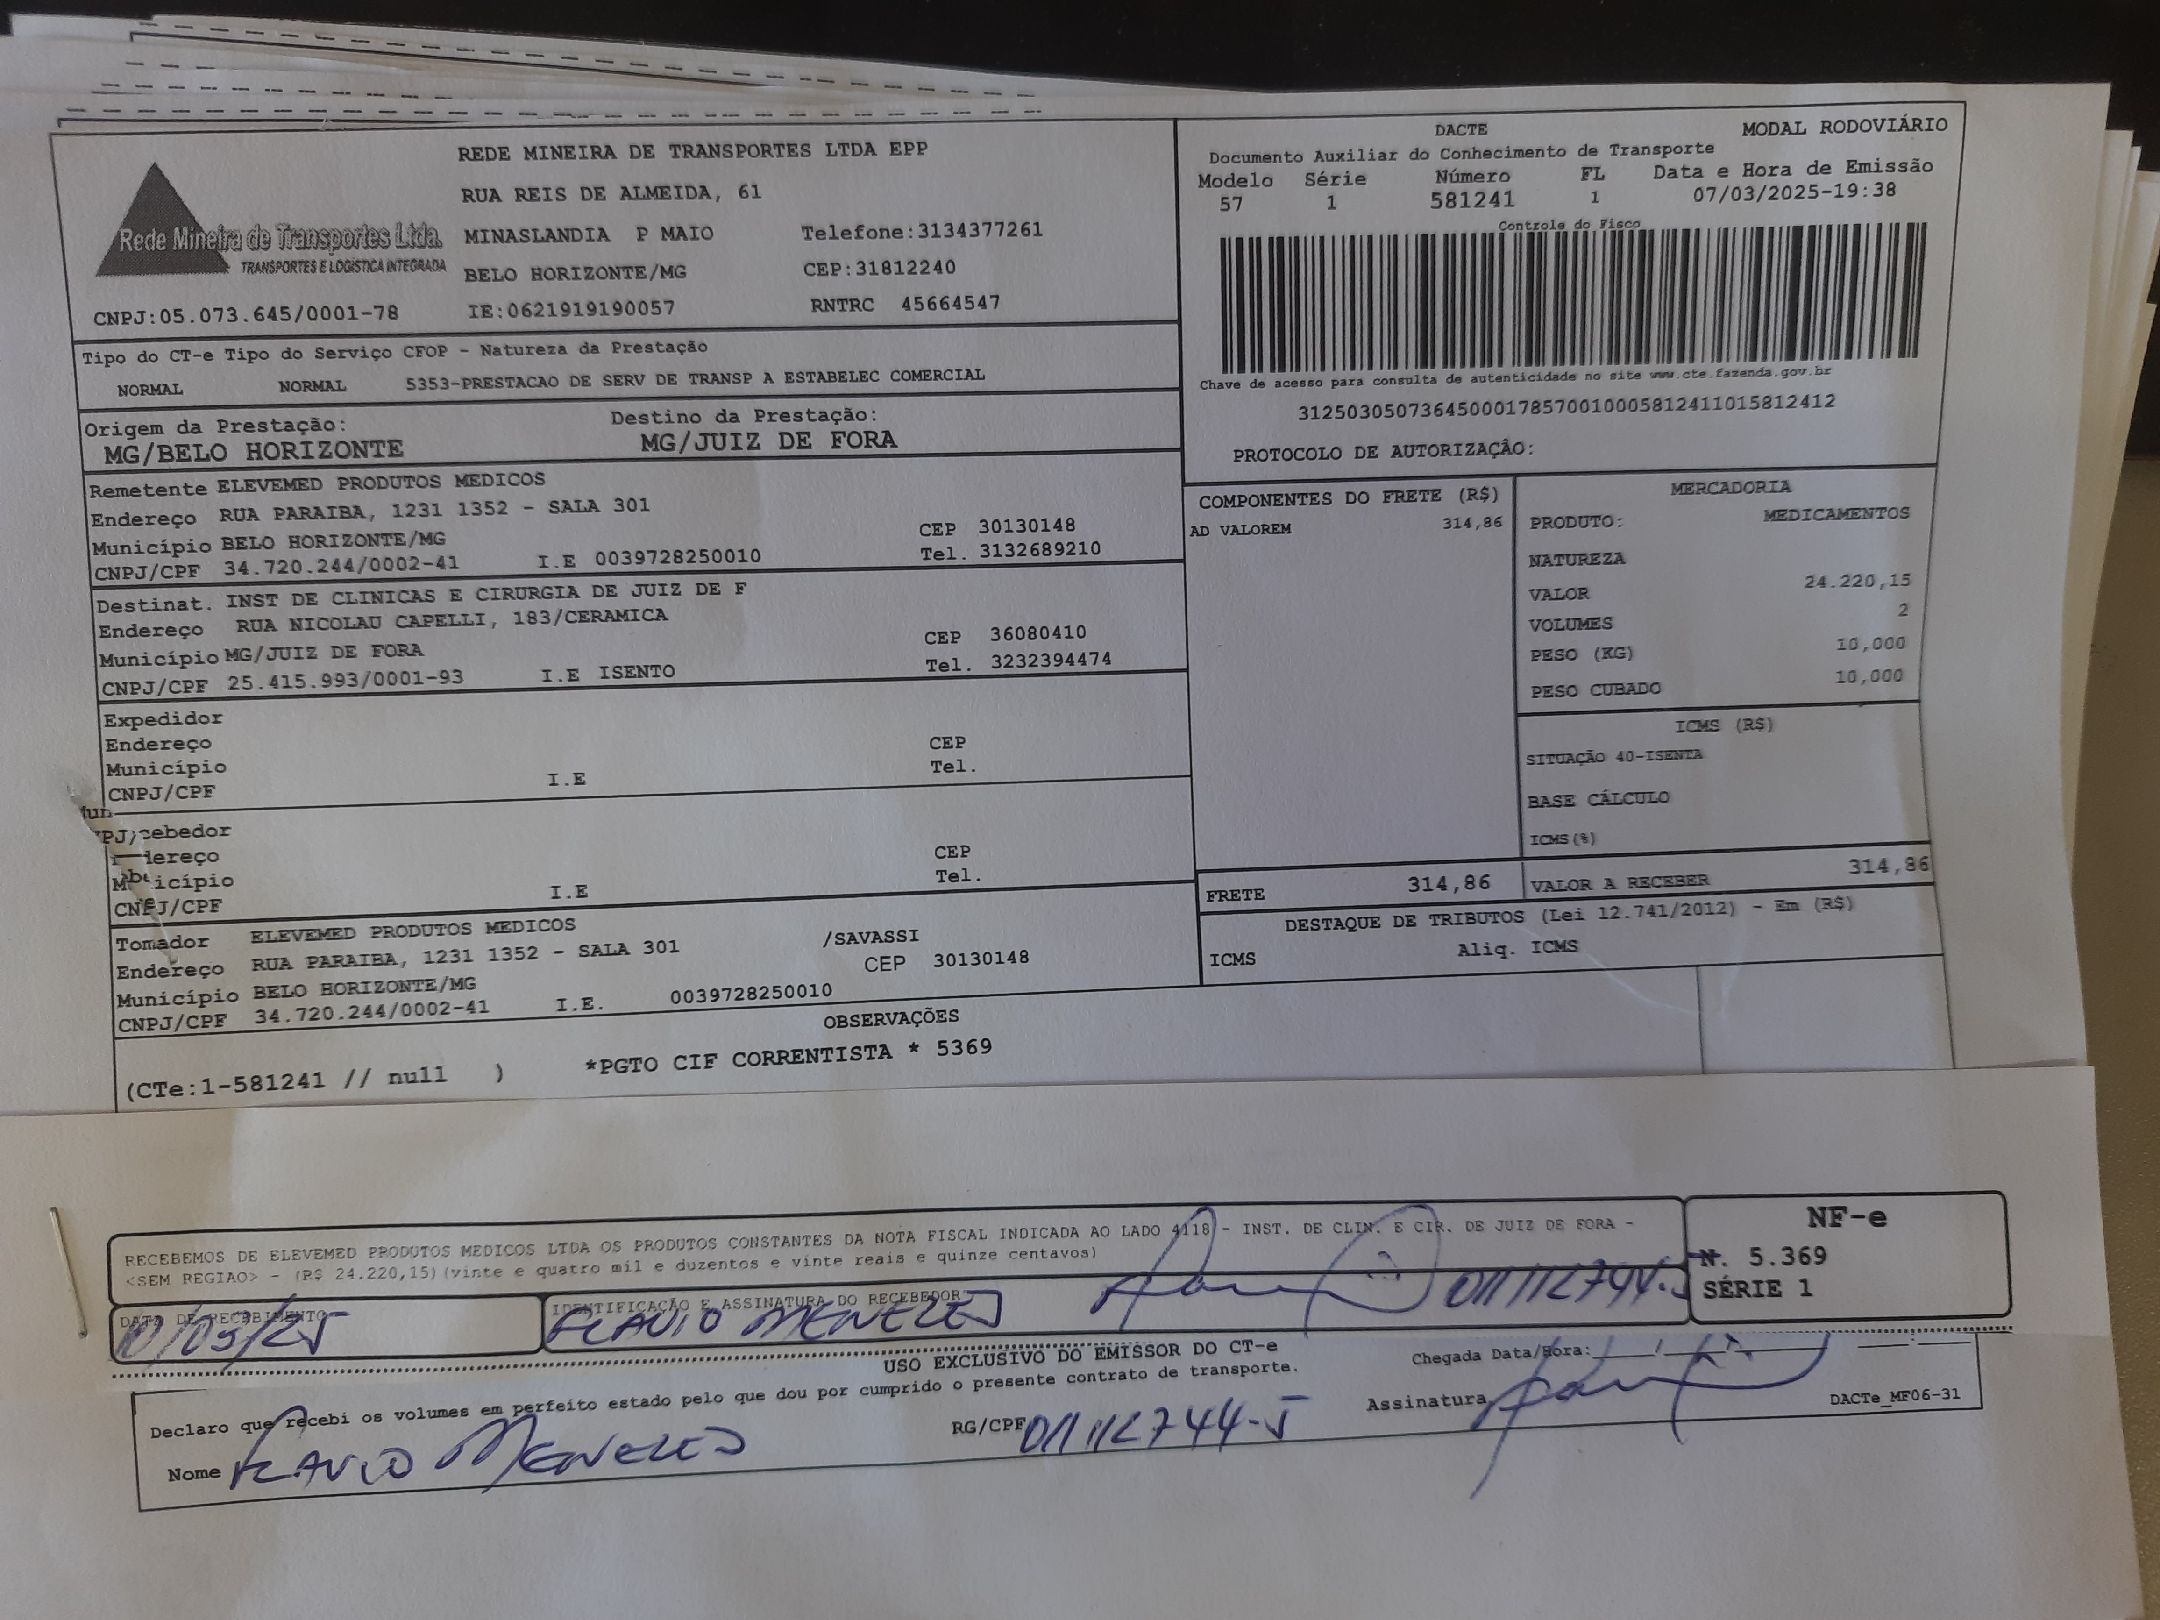 REDE MINEIRA DE TRANSPORTES LTDA EPP
RUA REIS DE ALMEIDA, 61
Rede Mineira de Transportes Ltda.
TRANSPORTES E LOGÍSTICA INTEGRADA
MINASLANDIA P MAIO Telefone:3134377261
BELO HORIZONTE/MG CEP:31812240
CNPJ:05.073.645/0001-78 IE:0621919190057 RNTRC 45664547
DACTE MODAL RODOVIÁRIO
Documento Auxiliar do Conhecimento de Transporte
Modelo Série Número FL Data e Hora de Emissão
57 1 581241 1 07/03/2025-19:38
Controle do Fisco
Chave de acesso para consulta de autenticidade no site www.cte.fazenda.gov.br
31250305073645000178570010005812411015812412
PROTOCOLO DE AUTORIZAÇÂO:
Tipo do CT-e Tipo do Serviço CFOP - Natureza da Prestação
NORMAL NORMAL 5353-PRESTACAO DE SERV DE TRANSP A ESTABELEC COMERCIAL
Origem da Prestação: Destino da Prestação:
MG/BELO HORIZONTE MG/JUIZ DE FORA
Remetente ELEVEMED PRODUTOS MEDICOS
Endereço RUA PARAIBA, 1231 1352 - SALA 301
Município BELO HORIZONTE/MG CEP 30130148
CNPJ/CPF 34.720.244/0002-41 I.E 0039728250010 Tel. 3132689210
Destinat. INST DE CLINICAS E CIRURGIA DE JUIZ DE F
Endereço RUA NICOLAU CAPELLI, 183/CERAMICA
Município MG/JUIZ DE FORA CEP 36080410
CNPJ/CPF 25.415.993/0001-93 I.E ISENTO Tel. 3232394474
Expedidor
Endereço
Município CEP
CNPJ/CPF I.E Tel.
cebedor
dereço
icípio CEP
CNPJ/CPF I.E Tel.
Tomador ELEVEMED PRODUTOS MEDICOS
Endereço RUA PARAIBA, 1231 1352 - SALA 301 /SAVASSI
Município BELO HORIZONTE/MG CEP 30130148
CNPJ/CPF 34.720.244/0002-41 I.E. 0039728250010
COMPONENTES DO FRETE (R$)
AD VALOREM 314,86
MERCADORIA
PRODUTO: MEDICAMENTOS
NATUREZA
VALOR 24.220,15
VOLUMES 2
PESO (KG) 10,000
PESO CUBADO 10,000
ICMS (R$)
SITUAÇÃO 40-ISENTA
BASE CÁLCULO
ICMS(%)
FRETE 314,86 VALOR A RECEBER 314,86
DESTAQUE DE TRIBUTOS (Lei 12.741/2012) - Em (R$)
ICMS Aliq. ICMS
OBSERVAÇÕES
(CTe:1-581241 // null ) *PGTO CIF CORRENTISTA * 5369
RECEBEMOS DE ELEVEMED PRODUTOS MEDICOS LTDA OS PRODUTOS CONSTANTES DA NOTA FISCAL INDICADA AO LADO 4118 - INST. DE CLIN. E CIR. DE JUIZ DE FORA -
<SEM REGIAO> - (R$ 24.220,15)(vinte e quatro mil e duzentos e vinte reais e quinze centavos)
NF-e
N. 5.369
SÉRIE 1
DATA DE RECEBIMENTO IDENTIFICAÇÃO E ASSINATURA DO RECEBEDOR
10/03/25 FLAVIO MENEZES 011112744-5
USO EXCLUSIVO DO EMISSOR DO CT-e
Chegada Data/Hora: / :
Declaro que recebi os volumes em perfeito estado pelo que dou por cumprido o presente contrato de transporte.
Nome FLAVIO MENEZES RG/CPF 011112744-5 Assinatura DACTe_MF06-31